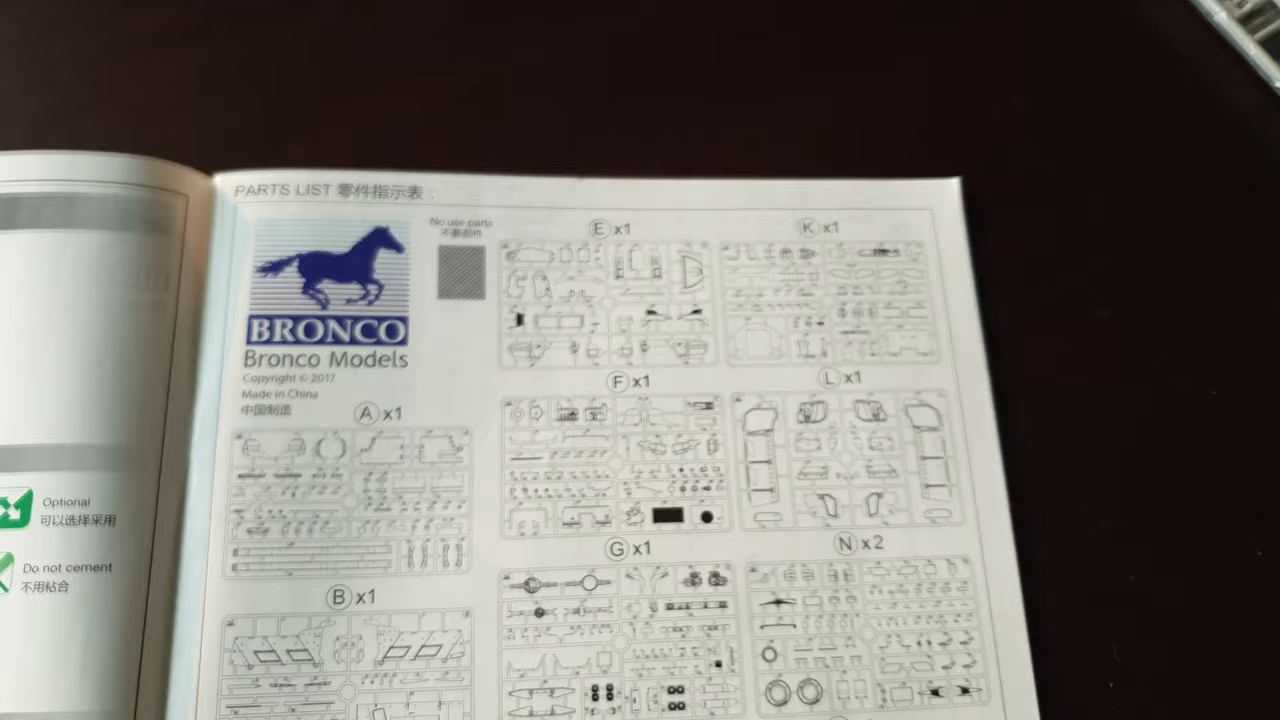 PARTS LIST 零件指示表
No use parts
不要部件
BRONCO
Bronco Models
Copyright © 2017
Made in China
中国制造
A x1
B x1
E x1
F x1
G x1
K x1
L x1
N x2
Optional
可以选择采用
Do not cement
不用粘合